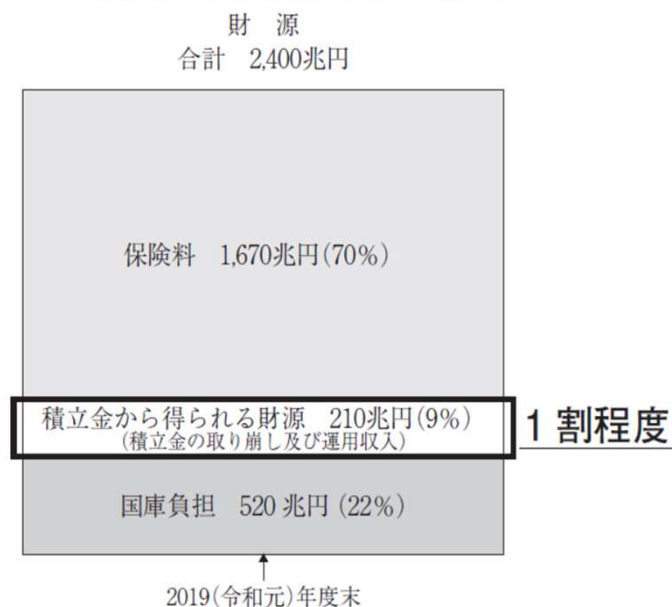 財　源
合計　2,400兆円
保険料　1,670兆円(70%)
積立金から得られる財源　210兆円(9%)
(積立金の取り崩し及び運用収入)
1割程度
国庫負担　520兆円(22%)
2019(令和元)年度末